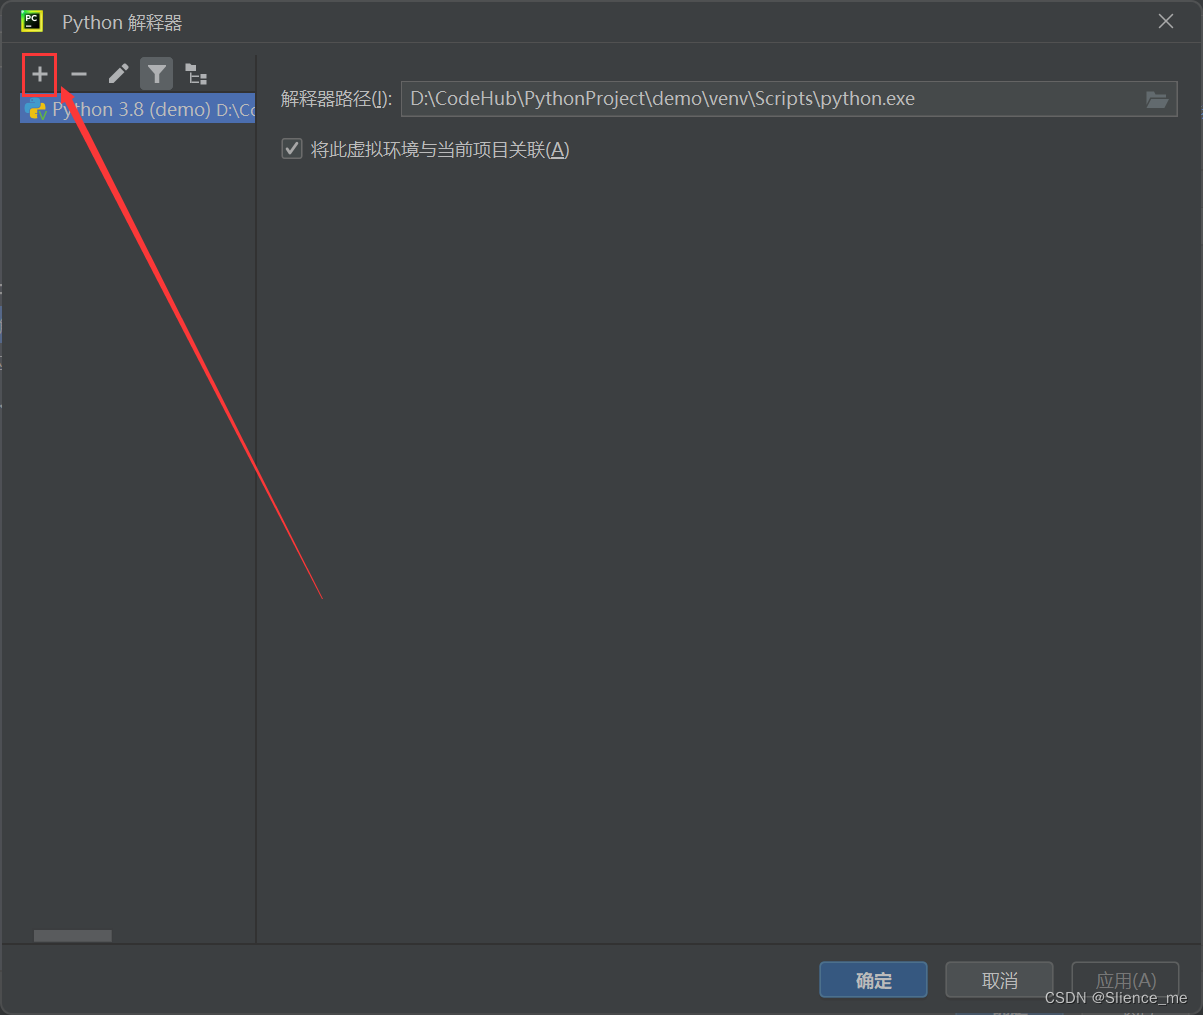 PC
Python 解释器
Python 3.8 (demo) D:\Co
解释器路径(I): D:\CodeHub\PythonProject\demo\venv\Scripts\python.exe
将此虚拟环境与当前项目关联(A)
确定 取消 应用(A)
CSDN @Slience_me